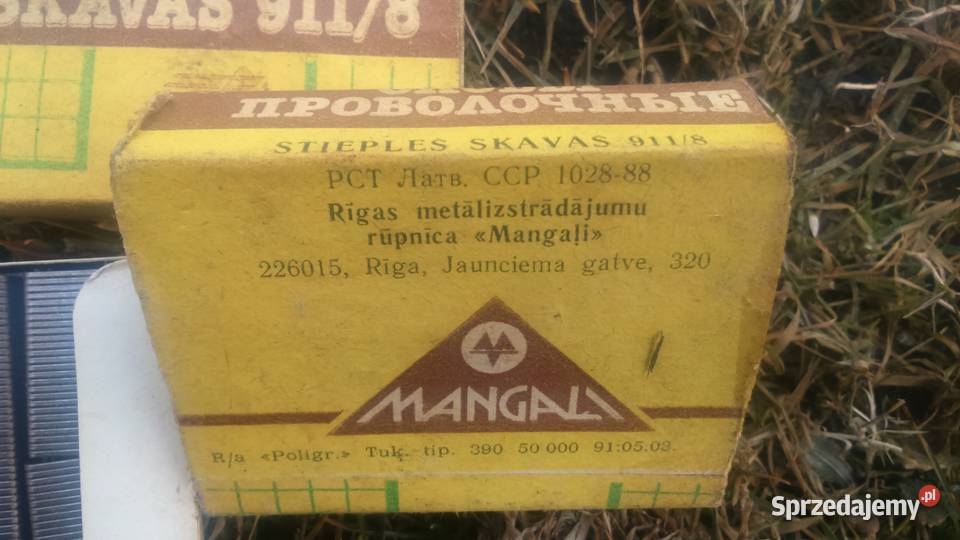 SKAVAS 911/8
СКОБЫ
ПРОВОЛОЧНЫЕ
STIEPLES SKAVAS 911/8
РСТ Латв. ССР 1028-88
Rīgas metālizstrādājumu
rūpnīca «Mangaļi»
226015, Rīga, Jaunciema gatve, 320
MANGAĻI
R/a «Poligr.» Tuk. tip. 390 50 000 91.05.03.
Sprzedajemy.pl